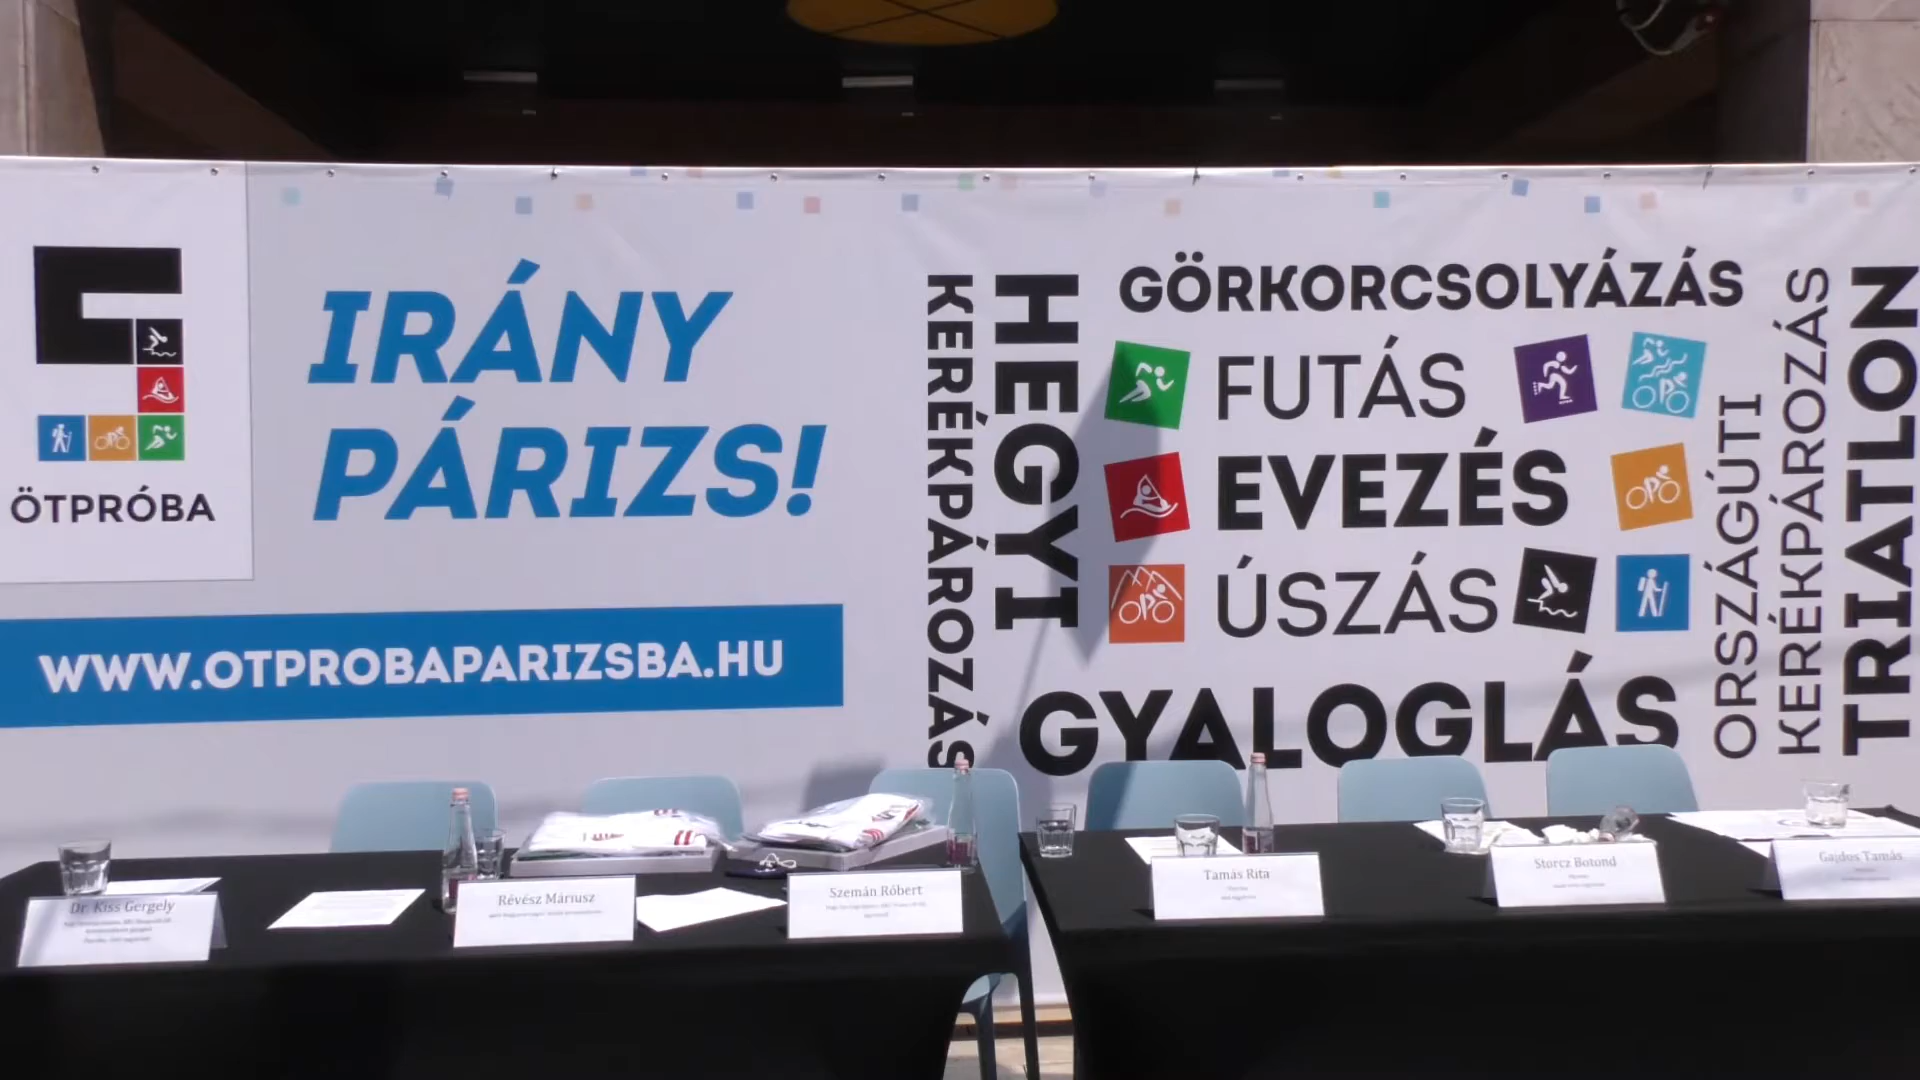 ÖTPRÓBA
IRÁNY
PÁRIZS!
WWW.OTPROBAPARIZSBA.HU
KERÉKPÁROZÁS
HEGYI
GÖRKORCSOLYÁZÁS
FUTÁS
EVEZÉS
ÚSZÁS
GYALOGLÁS
ORSZÁGÚTI
KERÉKPÁROZÁS
TRIATLON
Dr. Kiss Gergely
Révész Máriusz
Szemán Róbert
Tamás Rita
Storcz Botond
Gajdos Tamás